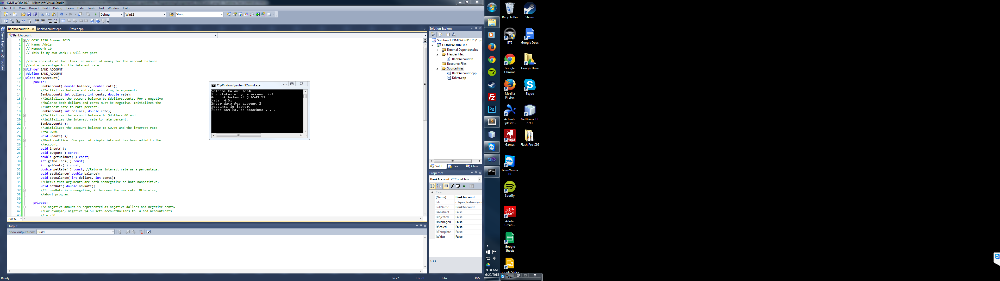 HOMEWORK10.2 - Microsoft Visual Studio
File Edit View Project Build Debug Team Data Tools Test Window Help
Debug Win32 String
BankAccount.h BankAccount.cpp Driver.cpp
BankAccount
Server Explorer
Toolbox
1 // COSC 1320 Summer 2015
2 // Name: Adrian
3 // Homework 10
4 // This is my own work; I will not post
5
6 //Data consists of two items: an amount of money for the account balance
7 //and a percentage for the interest rate.
8 #ifndef BANK_ACCOUNT
9 #define BANK_ACCOUNT
10 class BankAccount{
11 public:
12 BankAccount( double balance, double rate);
13 //Initializes balance and rate according to arguments.
14 BankAccount( int dollars, int cents, double rate);
15 //Initializes the account balance to $dollars.cents. For a negative
16 //balance both dollars and cents must be negative. Initializes the
17 //interest rate to rate percent.
18 BankAccount( int dollars, double rate);
19 //Initializes the account balance to $dollars.00 and
20 //initializes the interest rate to rate percent.
21 BankAccount( );
22 //Initializes the account balance to $0.00 and the interest rate
23 //to 0.0%.
24 void update( );
25 //Postcondition: One year of simple interest has been added to the
26 //account.
27 void input( );
28 void output( ) const;
29 double getBalance( ) const;
30 int getDollars( ) const;
31 int getCents( ) const;
32 double getRate( ) const; //Returns interest rate as a percentage.
33 void setBalance( double balance);
34 void setBalance( int dollars, int cents);
35 //Checks that arguments are both nonnegative or both nonpositive.
36 void setRate( double newRate);
37 //If newRate is nonnegative, it becomes the new rate. Otherwise,
38 //abort program.
39
40 private:
41 //A negative amount is represented as negative dollars and negative cents.
42 //For example, negative $4.50 sets accountDollars to -4 and accountCents
43 //to -50.
100 %
C:\Windows\system32\cmd.exe
Welcome to our bank.
The status of your account is:
Account balance: $-6543.21
Rate: 4.5%
Enter data for account 2:
account1 is larger.
Press any key to continue . . .
Output
Show output from: Build
Ready Ln 22 Col 73 Ch 67 INS
Solution Explorer
Solution 'HOMEWORK10.2' (1 pr
HOMEWORK10.2
External Dependencies
Header Files
BankAccount.h
Resource Files
Source Files
BankAccount.cpp
Driver.cpp
Solut... Tea... Class...
Properties
BankAccount VCCodeClass
C++
(Name) BankAccount
File c:\googledrive\cos
FullName BankAccount
IsAbstract False
IsInjected False
IsManaged False
IsSealed False
IsTemplate False
IsValue False
C++
Fz
Ps
S
9:30 AM
6/22/2015
Recycle Bin Steam
ET6 Google Docs
Google Chrome Google Drive
Mozilla Firefox Skype
Activate Splasht... NetBeans IDE 6.9.1
zynga
Games Flash Pro CS6
TeamViewer 10
Spotify
Adobe Creati...
Google Sheets
Google Slides
Tea...